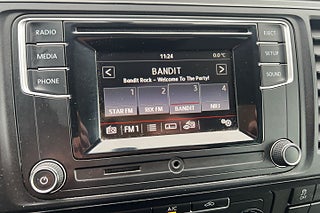 RADIO
MEDIA
PHONE
EJECT
SETUP
SOUND
11:24
0.0°C
BANDIT
Bandit Rock - Welcome To The Party!
1
2
3
4
STAR FM
RIX FM
BANDIT
NRJ
FM1
A/C